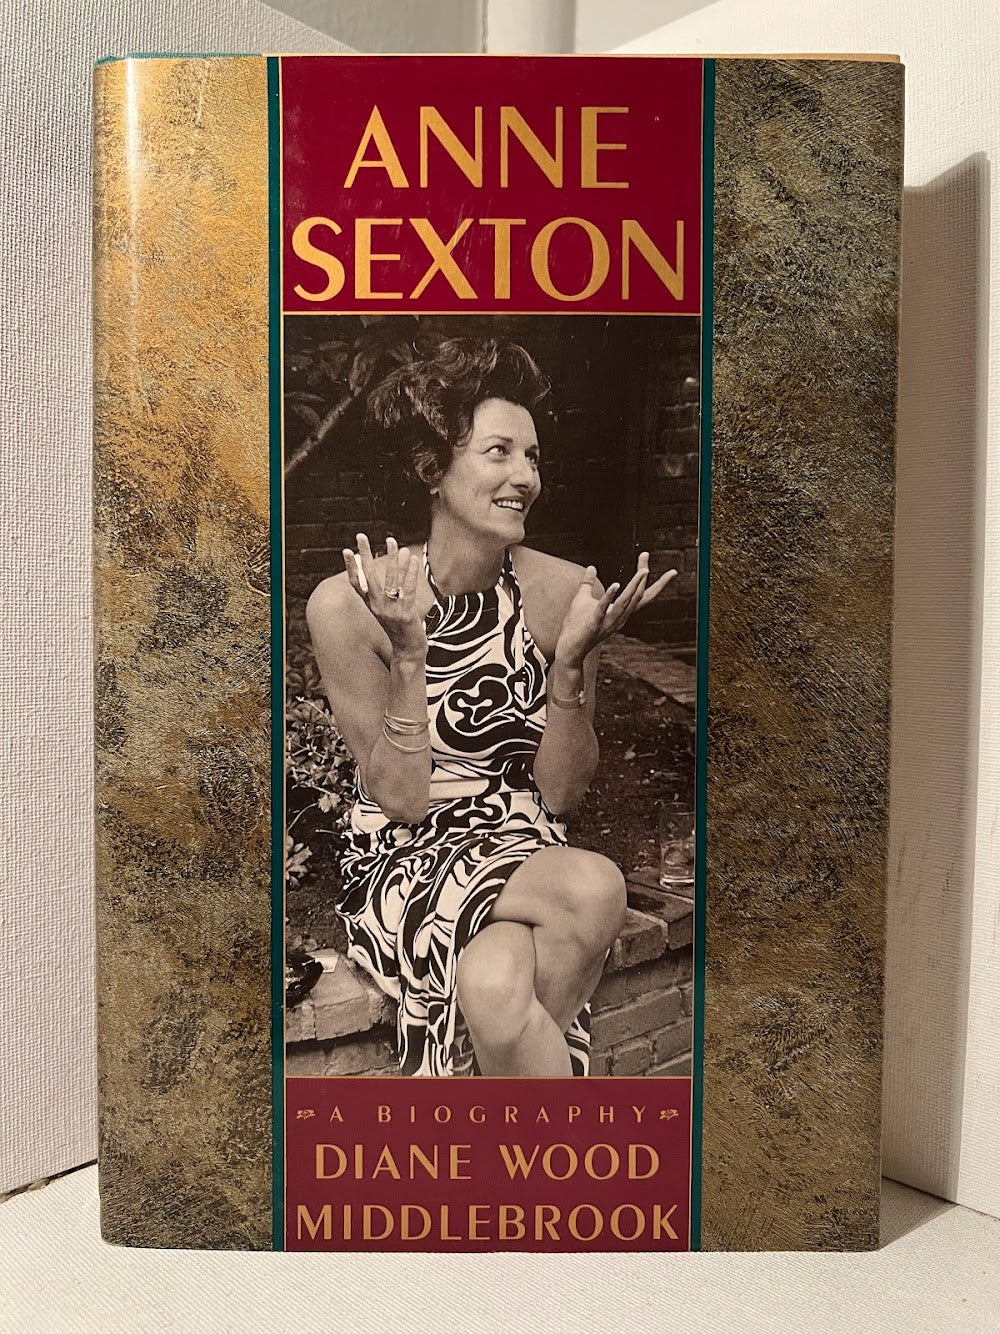 ANNE
SEXTON
A BIOGRAPHY
DIANE WOOD
MIDDLEBROOK